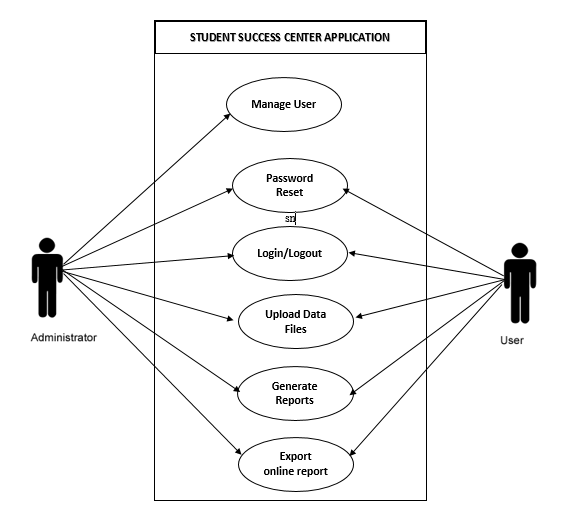 STUDENT SUCCESS CENTER APPLICATION
Manage User
Password
Reset
sn
Login/Logout
Upload Data
Files
Administrator
User
Generate
Reports
Export
online report